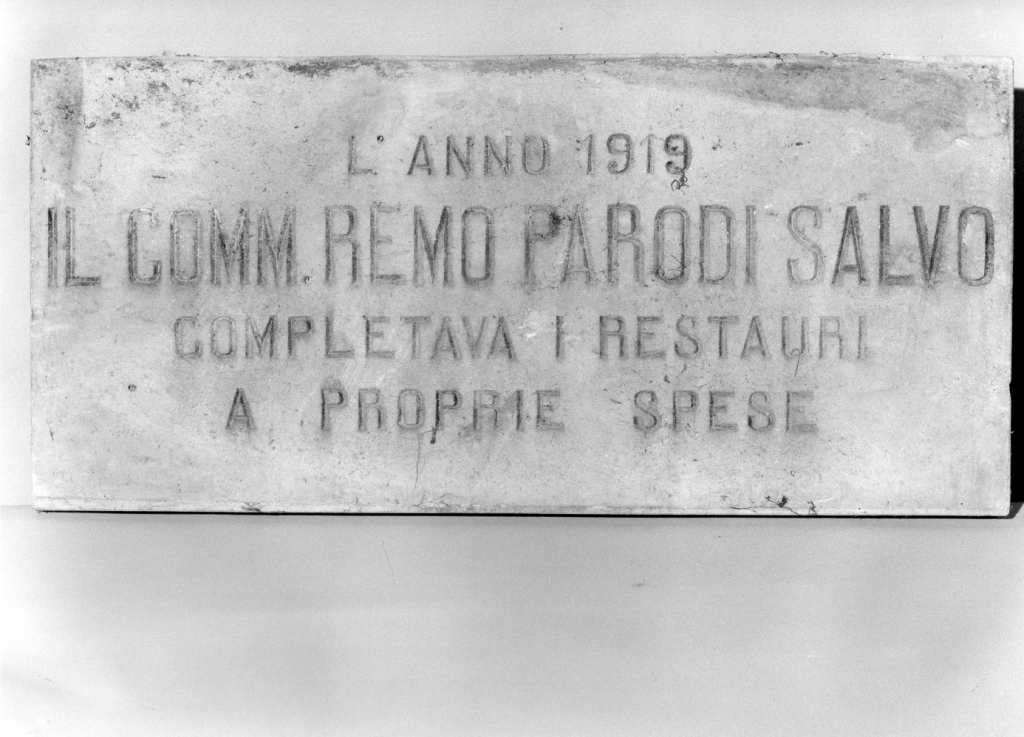 L' ANNO 1919
IL COMM. REMO PARODI SALVO
COMPLETAVA I RESTAURI
A PROPRIE SPESE